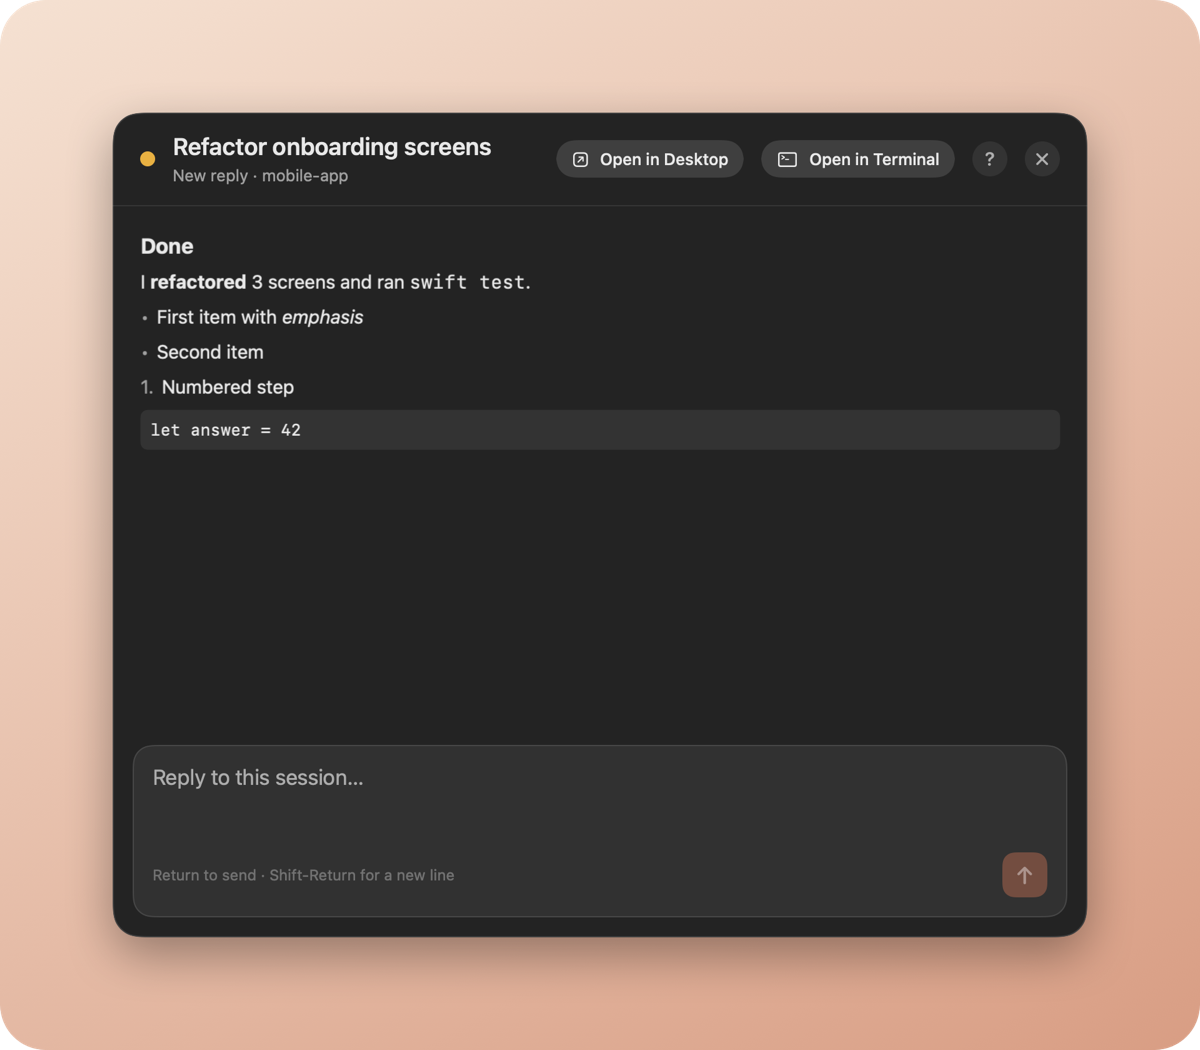 Refactor onboarding screens
New reply · mobile-app
Open in Desktop
Open in Terminal
?
Done
I refactored 3 screens and ran swift test.
• First item with emphasis
• Second item
1. Numbered step
let answer = 42
Reply to this session...
Return to send · Shift-Return for a new line